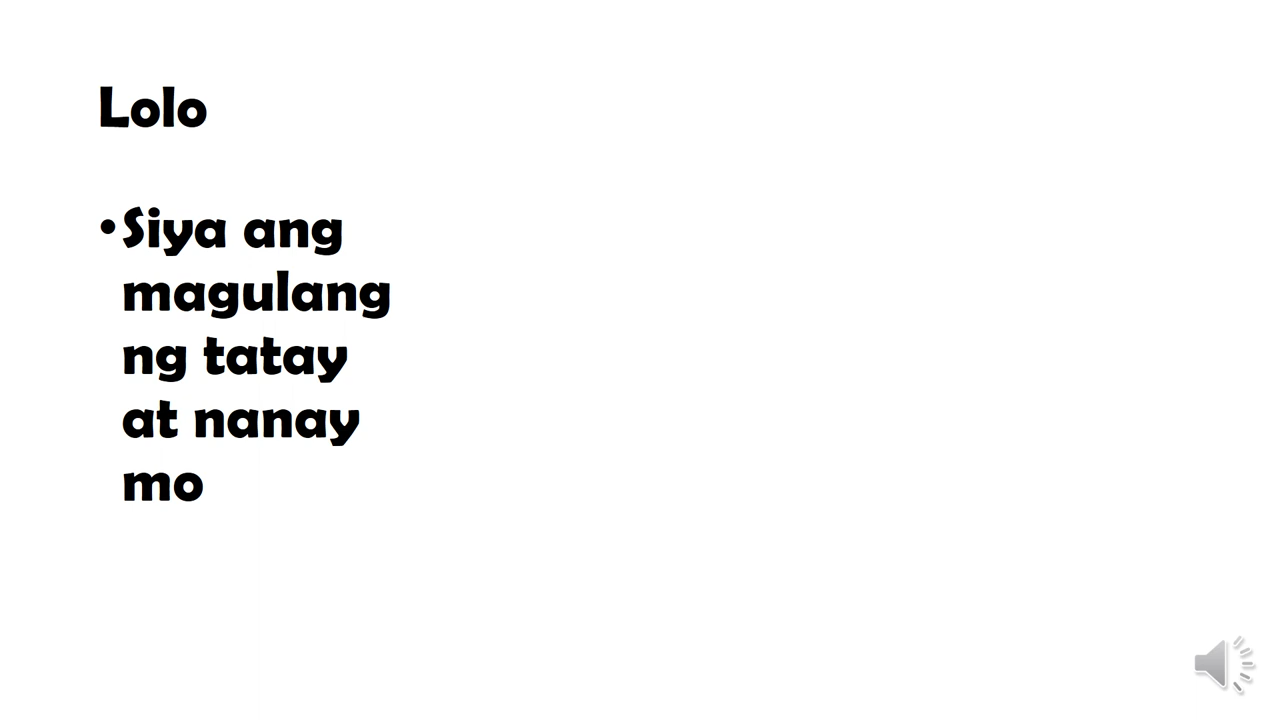 Lolo
•Siya ang
magulang
ng tatay
at nanay
mo